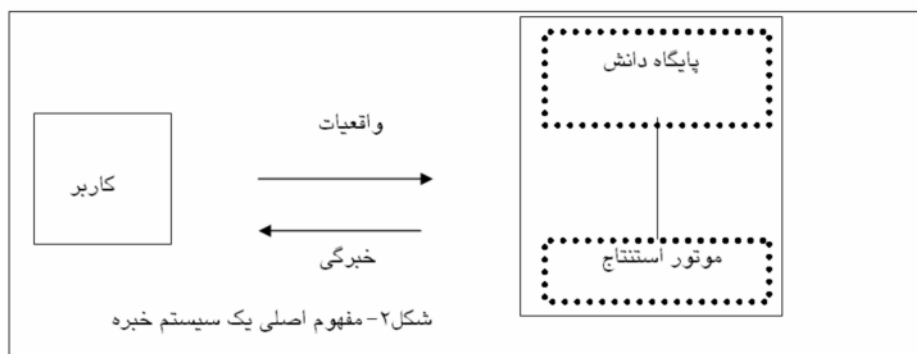 پایگاه دانش
واقعیات
کاربر
خبرگی
موتور استنتاج
شکل۲- مفهوم اصلی یک سیستم خبره